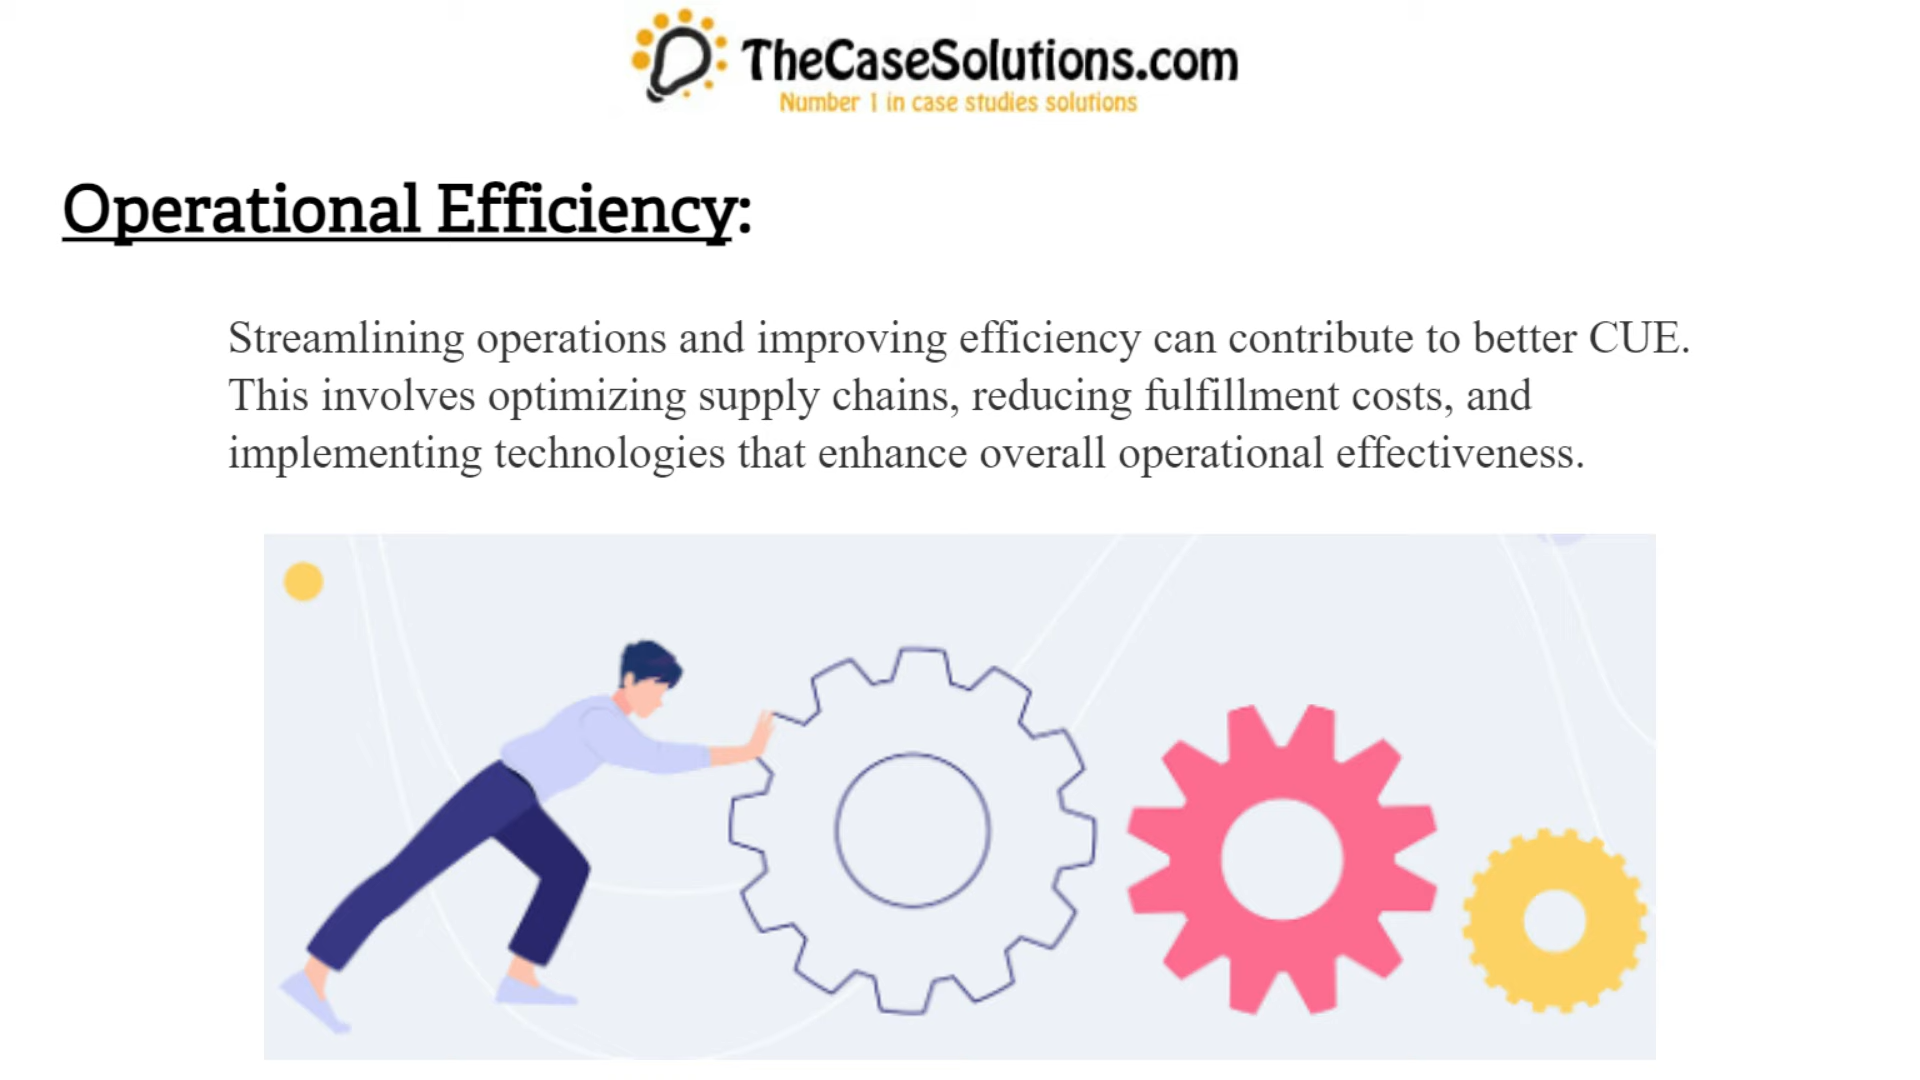 TheCaseSolutions.com
Number 1 in case studies solutions
Operational Efficiency:
Streamlining operations and improving efficiency can contribute to better CUE.
This involves optimizing supply chains, reducing fulfillment costs, and
implementing technologies that enhance overall operational effectiveness.